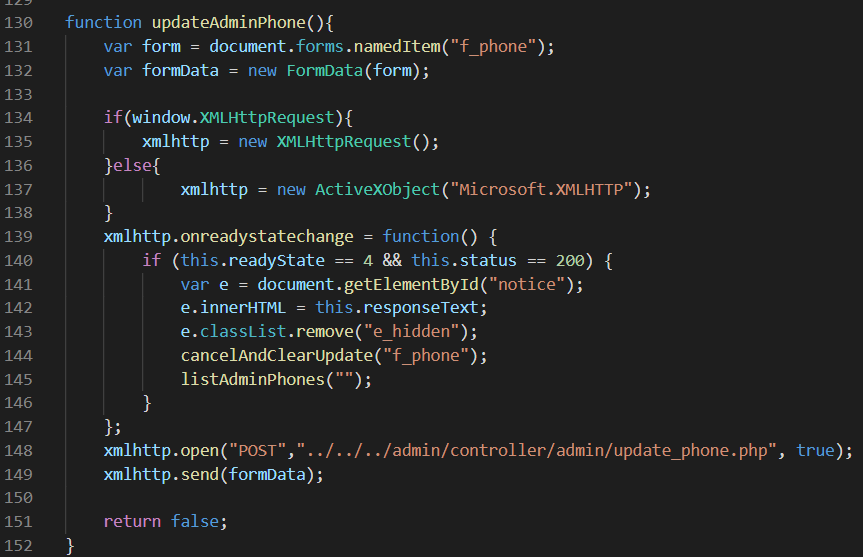 129
130 function updateAdminPhone(){
131 var form = document.forms.namedItem("f_phone");
132 var formData = new FormData(form);
133
134 if(window.XMLHttpRequest){
135 xmlhttp = new XMLHttpRequest();
136 }else{
137 xmlhttp = new ActiveXObject("Microsoft.XMLHTTP");
138 }
139 xmlhttp.onreadystatechange = function() {
140 if (this.readyState == 4 && this.status == 200) {
141 var e = document.getElementById("notice");
142 e.innerHTML = this.responseText;
143 e.classList.remove("e_hidden");
144 cancelAndClearUpdate("f_phone");
145 listAdminPhones("");
146 }
147 };
148 xmlhttp.open("POST","../../../admin/controller/admin/update_phone.php", true);
149 xmlhttp.send(formData);
150
151 return false;
152 }